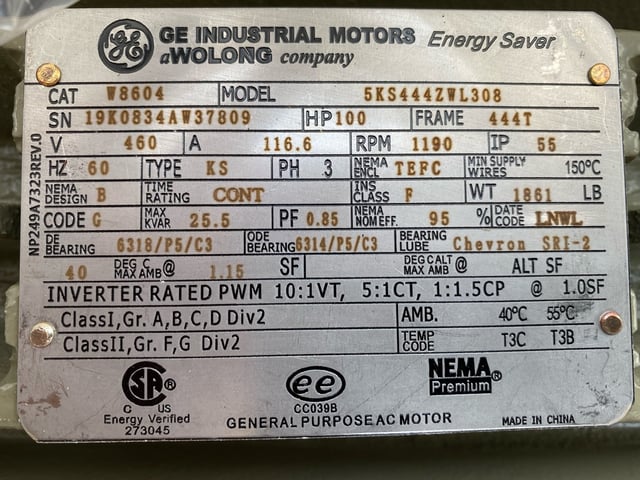 GE GE INDUSTRIAL MOTORS Energy Saver
a WOLONG company
CAT W8604 MODEL 5KS444ZWL308
SN 19K0834AW37809 HP 100 FRAME 444T
V 460 A 116.6 RPM 1190 IP 55
HZ 60 TYPE KS PH 3 NEMA ENCL TEFC MIN SUPPLY WIRES 150ºC
NEMA DESIGN B TIME RATING CONT INS CLASS F WT 1861 LB
CODE G MAX KVAR 25.5 PF 0.85 NEMA NOM EFF. 95 % DATE CODE LNWL
DE BEARING 6318/P5/C3 ODE BEARING 6314/P5/C3 BEARING LUBE Chevron SRI-2
40 DEG C MAX AMB @ 1.15 SF DEG C ALT MAX AMB @ ALT SF
INVERTER RATED PWM 10:1VT, 5:1CT, 1:1.5CP @ 1.0SF
ClassI,Gr. A,B,C,D Div2 AMB. 40ºC 55ºC
ClassII,Gr. F,G Div2 TEMP CODE T3C T3B
SA ® ee NEMA Premium®
C US CC039B
Energy Verified
273045 GENERAL PURPOSE AC MOTOR MADE IN CHINA
NP249A7323REV.0